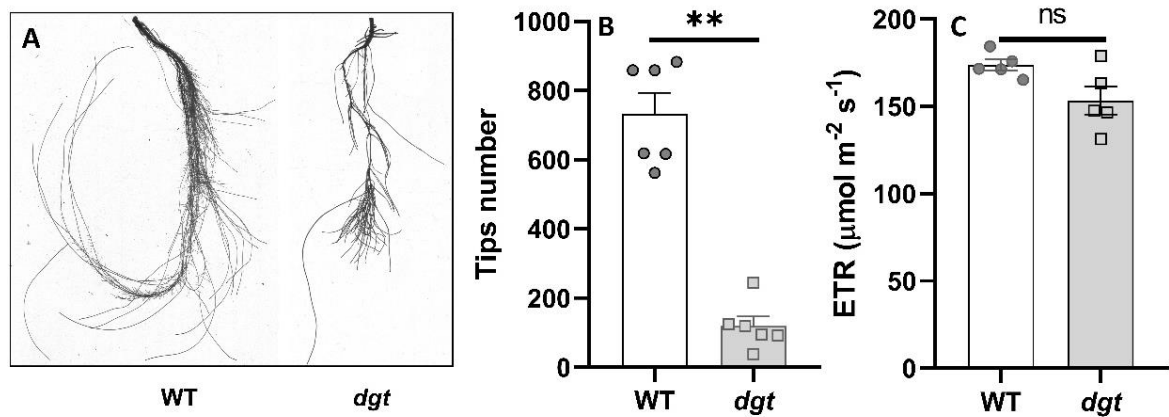 A
WT
dgt
B
**
Tips number
1000
800
600
400
200
0
WT
dgt
C
ns
ETR (μmol m⁻² s⁻¹)
200
150
100
50
0
WT
dgt